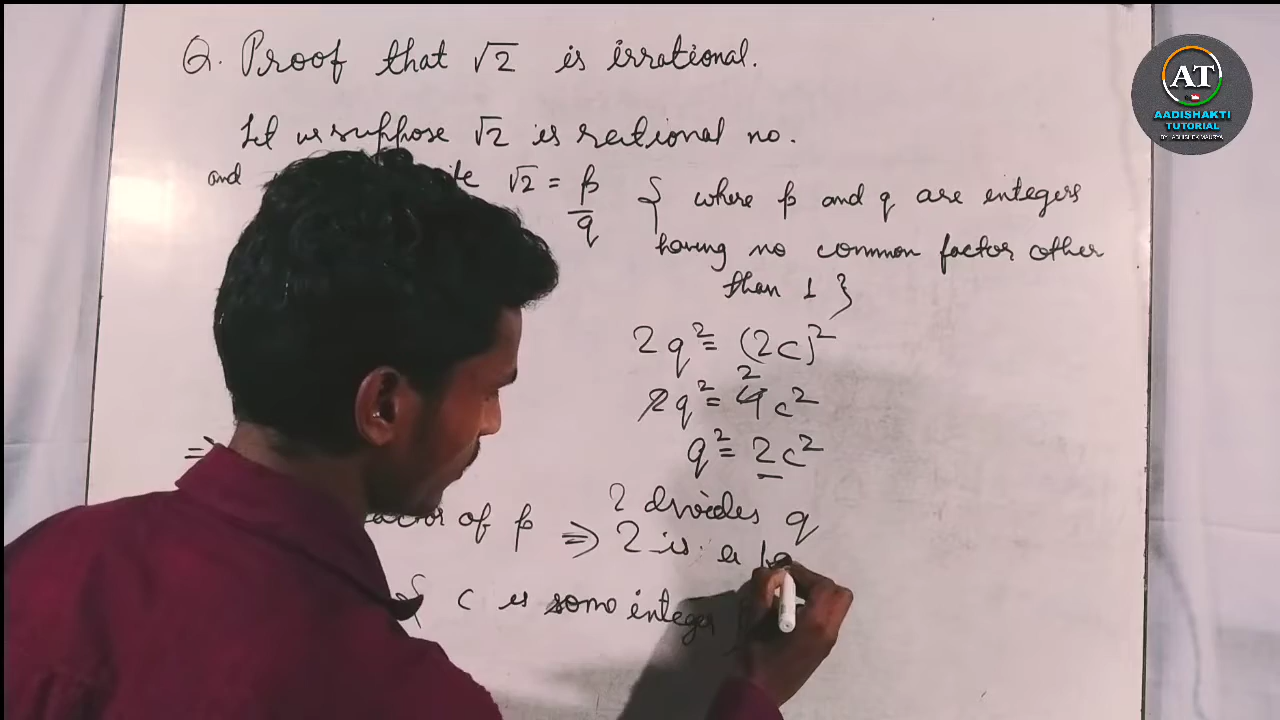 Q. Proof that √2 is irrational.
Let us suppose √2 is rational no.
and √2 = p/q { where p and q are integers
having no common factor other
than 1 }
2q² = (2c)²
2q² = 4c² 2
q² = 2c²
=>
2 divides q
factor of p => 2 is a
{ c is some integer
AT
AADISHAKTI
TUTORIAL